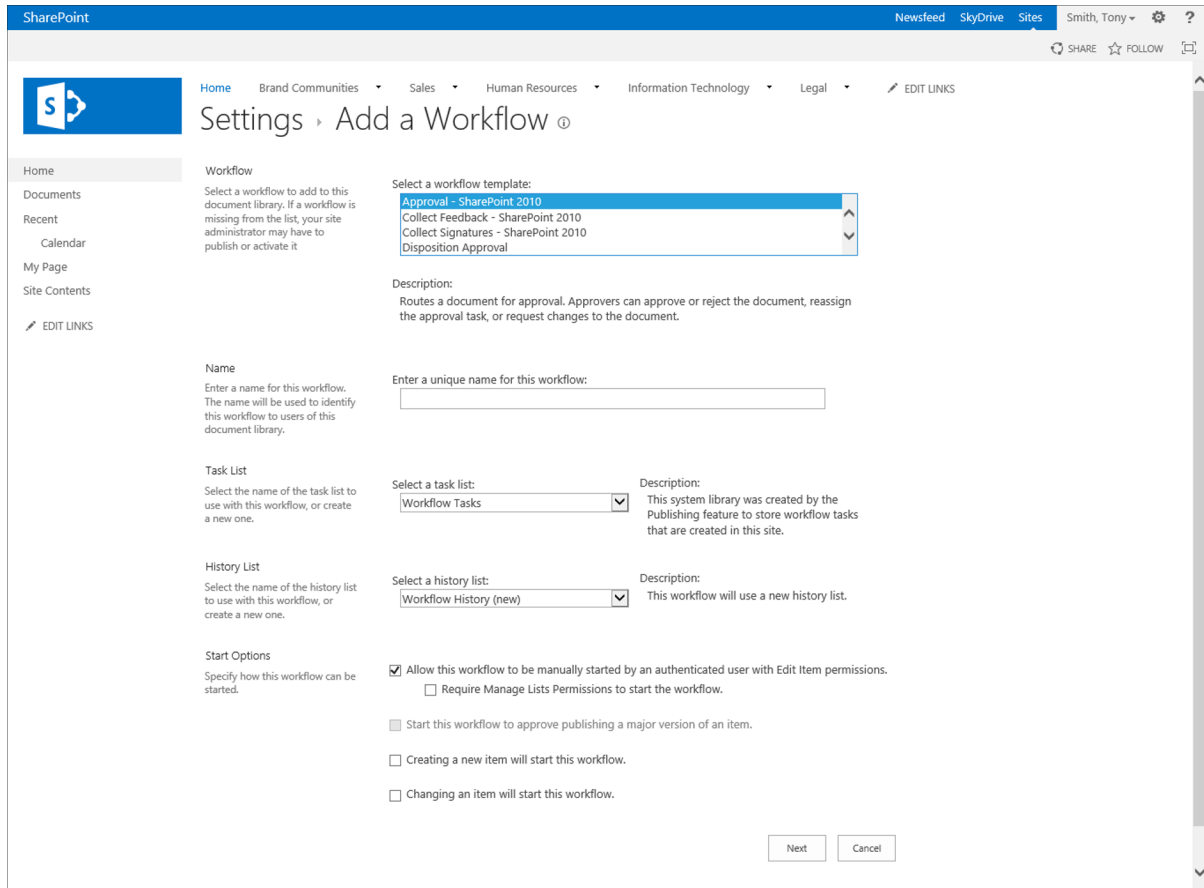 SharePoint
Newsfeed SkyDrive Sites Smith, Tony ?
SHARE FOLLOW
S
Home Brand Communities Sales Human Resources Information Technology Legal EDIT LINKS
Settings Add a Workflow
Home
Documents
Recent
Calendar
My Page
Site Contents
EDIT LINKS
Workflow
Select a workflow to add to this
document library. If a workflow is
missing from the list, your site
administrator may have to
publish or activate it
Select a workflow template:
Approval - SharePoint 2010
Collect Feedback - SharePoint 2010
Collect Signatures - SharePoint 2010
Disposition Approval
Description:
Routes a document for approval. Approvers can approve or reject the document, reassign
the approval task, or request changes to the document.
Name
Enter a name for this workflow.
The name will be used to identify
this workflow to users of this
document library.
Enter a unique name for this workflow:
Task List
Select the name of the task list to
use with this workflow, or create
a new one.
Select a task list:
Workflow Tasks
Description:
This system library was created by the
Publishing feature to store workflow tasks
that are created in this site.
History List
Select the name of the history list
to use with this workflow, or
create a new one.
Select a history list:
Workflow History (new)
Description:
This workflow will use a new history list.
Start Options
Specify how this workflow can be
started.
Allow this workflow to be manually started by an authenticated user with Edit Item permissions.
Require Manage Lists Permissions to start the workflow.
Start this workflow to approve publishing a major version of an item.
Creating a new item will start this workflow.
Changing an item will start this workflow.
Next Cancel